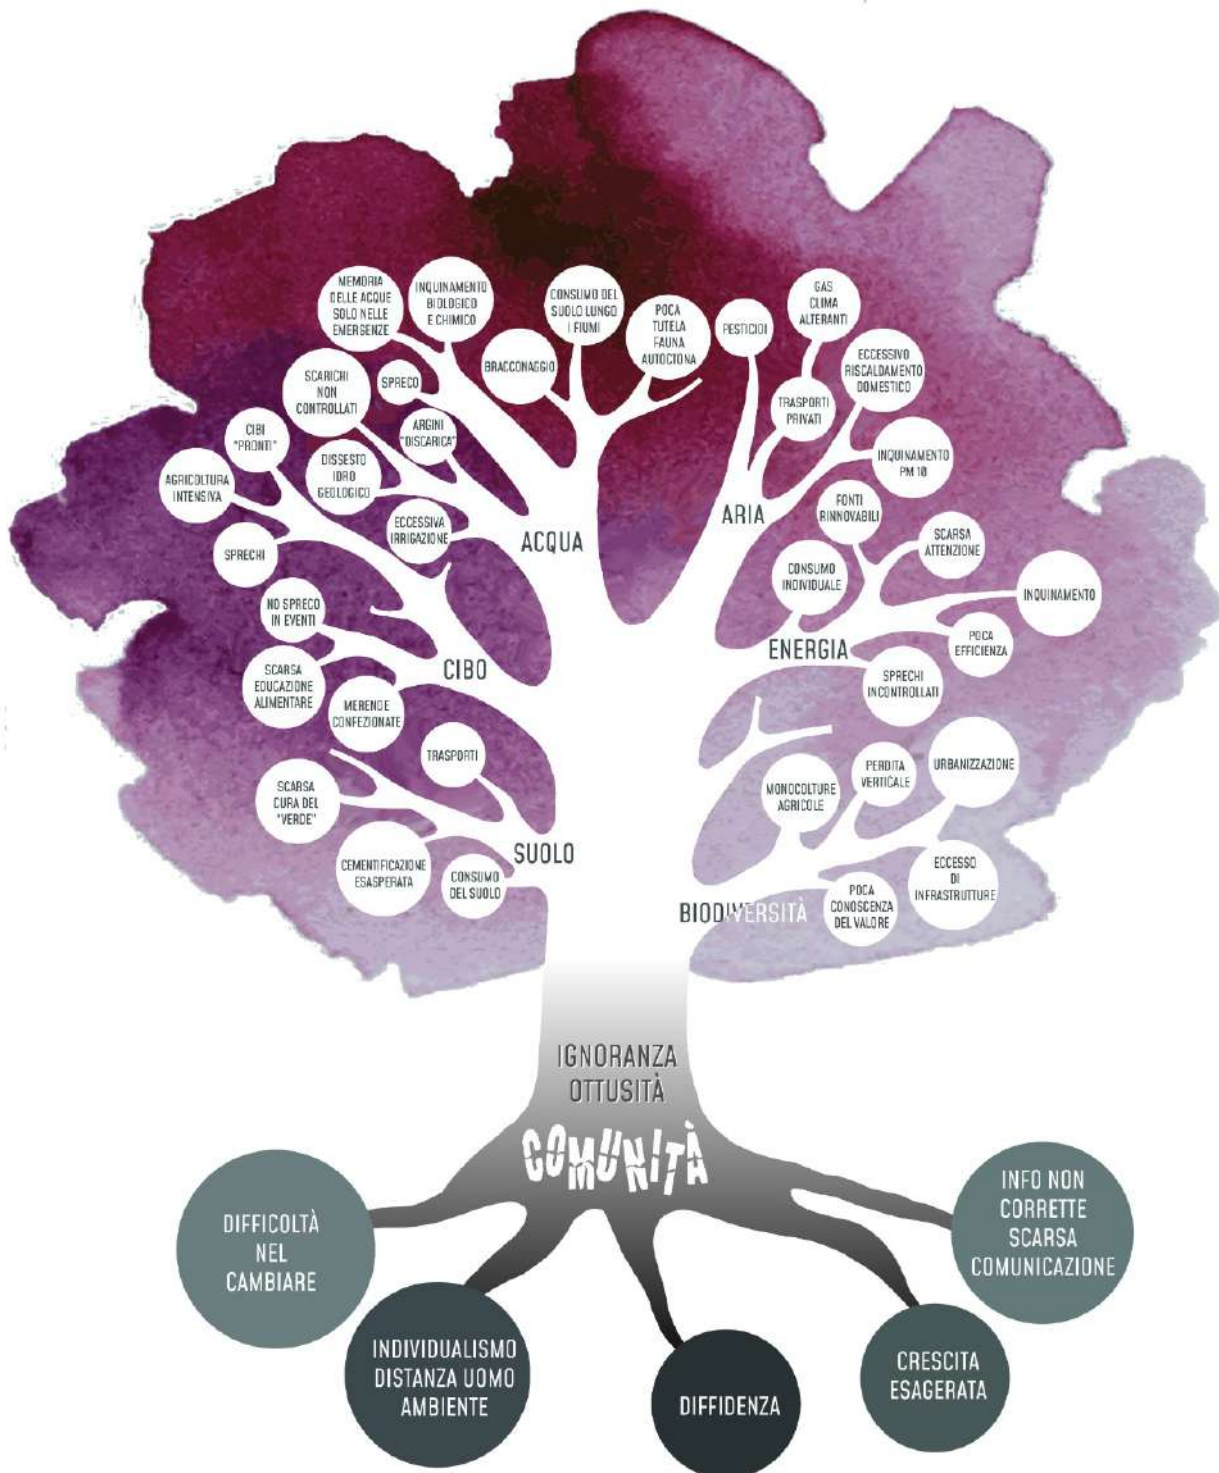 MEMORIA
DELLE ACQUE
SOLO NELLE
EMERGENZE
INQUINAMENTO
BIOLOGICO
E CHIMICO
CONSUMO DEL
SUOLO LUNGO
I FIUMI
POCA
TUTELA
FAUNA
AUTOCTONA
PESTICIDI
GAS
CLIMA
ALTERANTI
BRACCONAGGIO
ECCESSIVO
RISCALDAMENTO
DOMESTICO
SCARICHI
NON
CONTROLLATI
SPRECO
TRASPORTI
PRIVATI
CIBI
"PRONTI"
ARGINI
"DISCARICA"
INQUINAMENTO
PM 10
AGRICOLTURA
INTENSIVA
DISSESTO
IDRO
GEOLOGICO
FONTI
RINNOVABILI
ECCESSIVA
IRRIGAZIONE
ACQUA
ARIA
SCARSA
ATTENZIONE
SPRECHI
CONSUMO
INDIVIDUALE
INQUINAMENTO
NO SPRECO
IN EVENTI
ENERGIA
POCA
EFFICIENZA
CIBO
SCARSA
EDUCAZIONE
ALIMENTARE
SPRECHI
INCONTROLLATI
MERENDE
CONFEZIONATE
TRASPORTI
PERDITA
VERTICALE
URBANIZZAZIONE
SCARSA
CURA DEL
"VERDE"
MONOCOLTURE
AGRICOLE
SUOLO
CEMENTIFICAZIONE
ESASPERATA
CONSUMO
DEL SUOLO
ECCESSO
DI
INFRASTRUTTURE
POCA
CONOSCENZA
DEL VALORE
BIODIVERSITÀ
IGNORANZA
OTTUSITÀ
COMUNITÀ
DIFFICOLTÀ
NEL
CAMBIARE
INFO NON
CORRETTE
SCARSA
COMUNICAZIONE
INDIVIDUALISMO
DISTANZA UOMO
AMBIENTE
DIFFIDENZA
CRESCITA
ESAGERATA